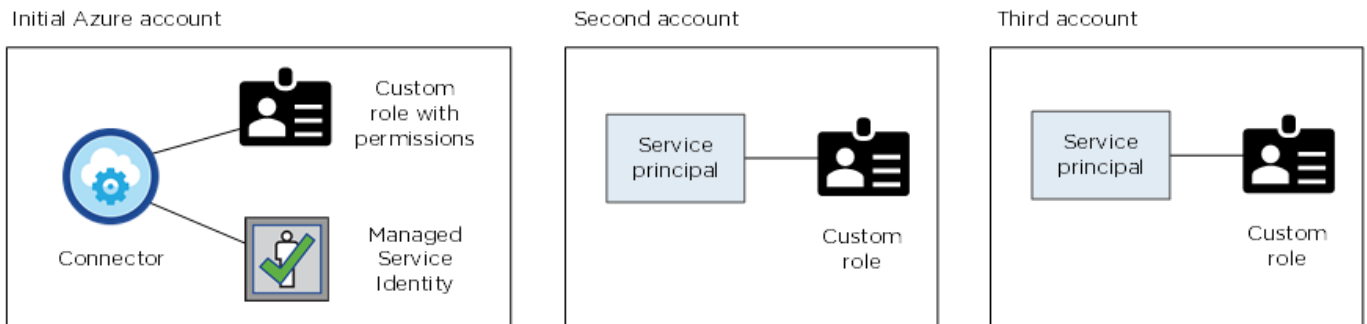 Initial Azure account
Custom
role with
permissions
Connector
Managed
Service
Identity
Second account
Service
principal
Custom
role
Third account
Service
principal
Custom
role